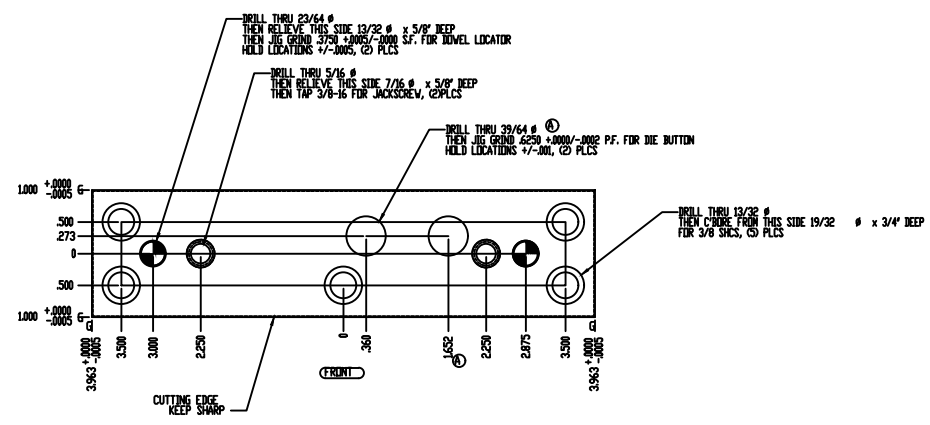 DRILL THRU 23/64 ø
THEN RELIEVE THIS SIDE 13/32 ø x 5/8" DEEP
THEN JIG GRIND .3750 +.0005/-.0000 S.F. FOR DOWEL LOCATOR
HOLD LOCATIONS +/-.0005, (2) PLCS
DRILL THRU 5/16 ø
THEN RELIEVE THIS SIDE 7/16 ø x 5/8" DEEP
THEN TAP 3/8-16 FOR JACKSCREW, (2)PLCS
DRILL THRU 39/64 ø A
THEN JIG GRIND .6250 +.0000/-.0002 P.F. FOR DIE BUTTON
HOLD LOCATIONS +/-.001, (2) PLCS
DRILL THRU 13/32 ø
THEN C'BORE FROM THIS SIDE 19/32 ø x 3/4" DEEP
FOR 3/8 SHCS, (5) PLCS
1.000 +.0000 -.0005 G
.500
.273
0
.500
1.000 +.0000 -.0005 G
G
3.963 +.0000 -.0005
3.500
3.000
2.250
0
.360
1.652
A
2.250
2.875
3.500
G
3.963 +.0000 -.0005
FRONT
CUTTING EDGE
KEEP SHARP